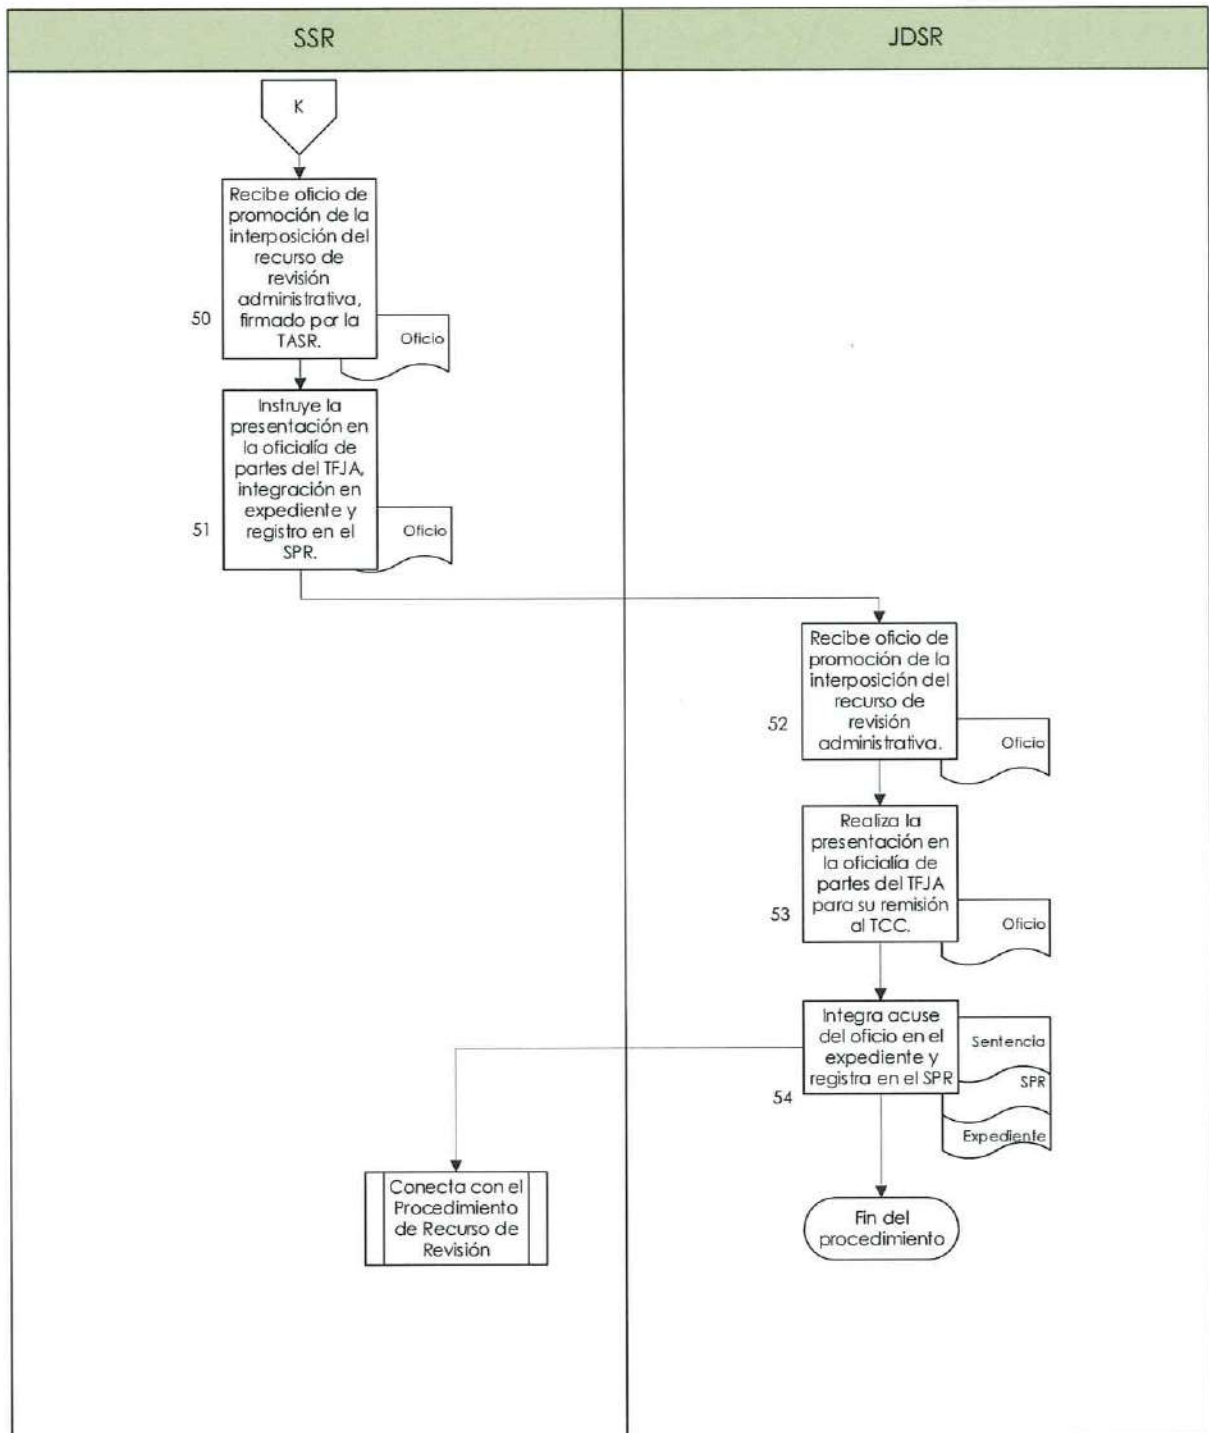 SSR
JDSR
K
Recibe oficio de
promoción de la
interposición del
recurso de
revisión
administrativa,
firmado por la
TASR.
50
Oficio
Instruye la
presentación en
la oficialía de
partes del TFJA,
integración en
expediente y
registro en el
SPR.
51
Oficio
Recibe oficio de
promoción de la
interposición del
recurso de
revisión
administrativa.
52
Oficio
Realiza la
presentación en
la oficialía de
partes del TFJA
para su remisión
al TCC.
53
Oficio
Integra acuse
del oficio en el
expediente y
registra en el SPR
54
Sentencia
SPR
Expediente
Conecta con el
Procedimiento
de Recurso de
Revisión
Fin del
procedimiento